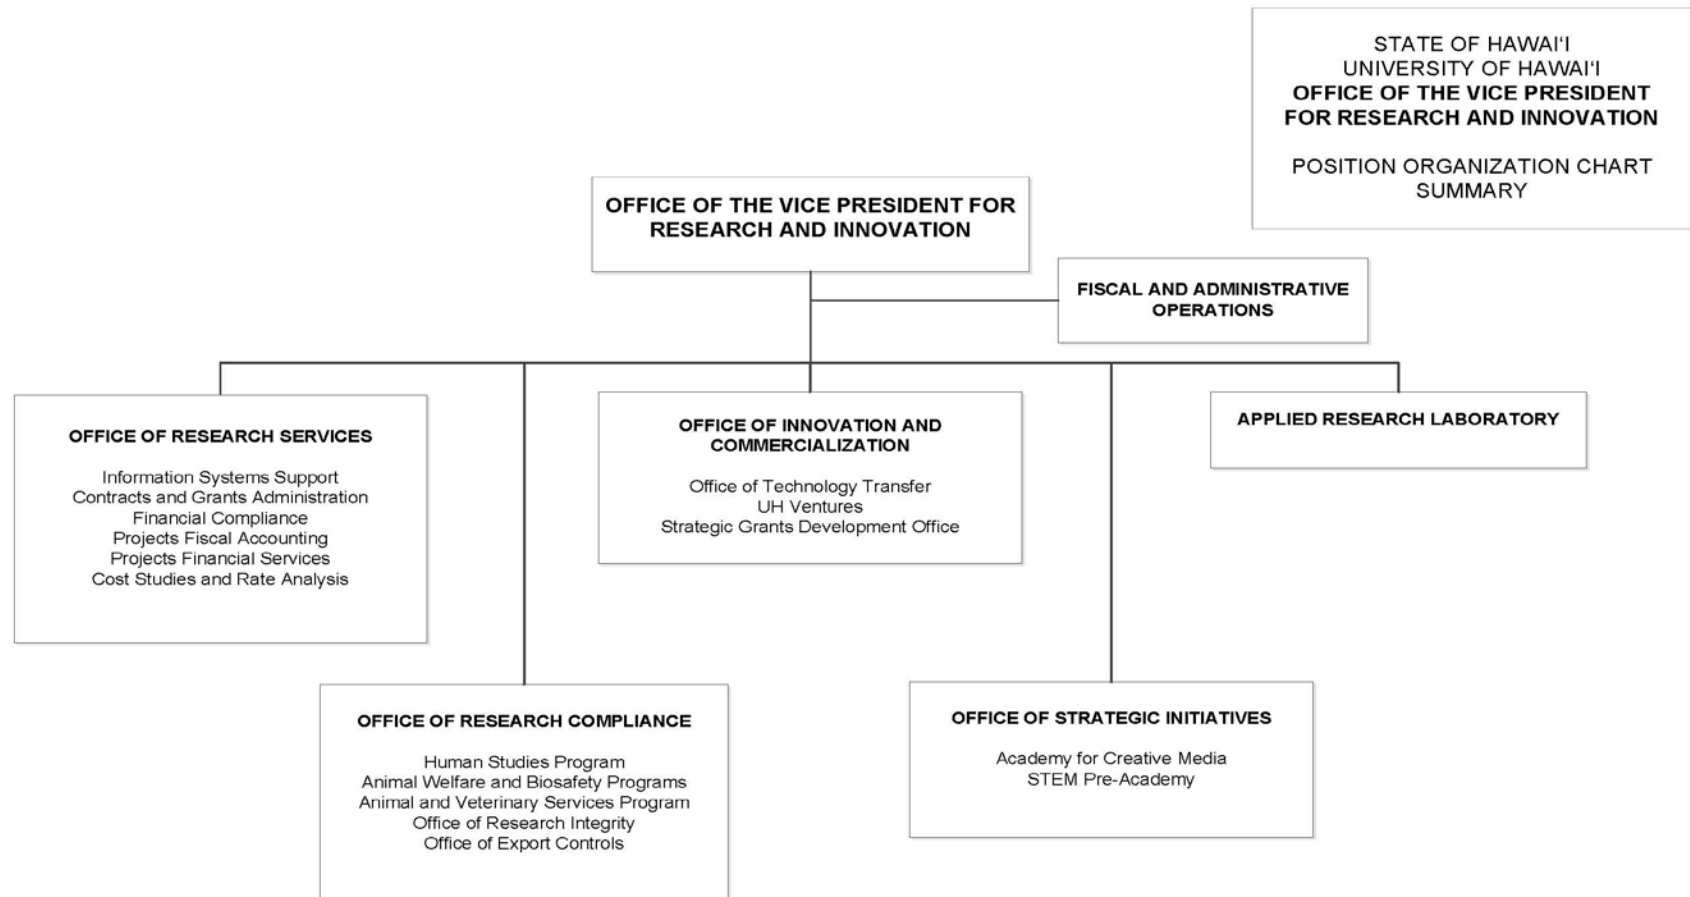 STATE OF HAWAI‘I
UNIVERSITY OF HAWAI‘I
OFFICE OF THE VICE PRESIDENT
FOR RESEARCH AND INNOVATION
POSITION ORGANIZATION CHART
SUMMARY
OFFICE OF THE VICE PRESIDENT FOR
RESEARCH AND INNOVATION
FISCAL AND ADMINISTRATIVE
OPERATIONS
OFFICE OF RESEARCH SERVICES
Information Systems Support
Contracts and Grants Administration
Financial Compliance
Projects Fiscal Accounting
Projects Financial Services
Cost Studies and Rate Analysis
OFFICE OF INNOVATION AND
COMMERCIALIZATION
Office of Technology Transfer
UH Ventures
Strategic Grants Development Office
APPLIED RESEARCH LABORATORY
OFFICE OF RESEARCH COMPLIANCE
Human Studies Program
Animal Welfare and Biosafety Programs
Animal and Veterinary Services Program
Office of Research Integrity
Office of Export Controls
OFFICE OF STRATEGIC INITIATIVES
Academy for Creative Media
STEM Pre-Academy